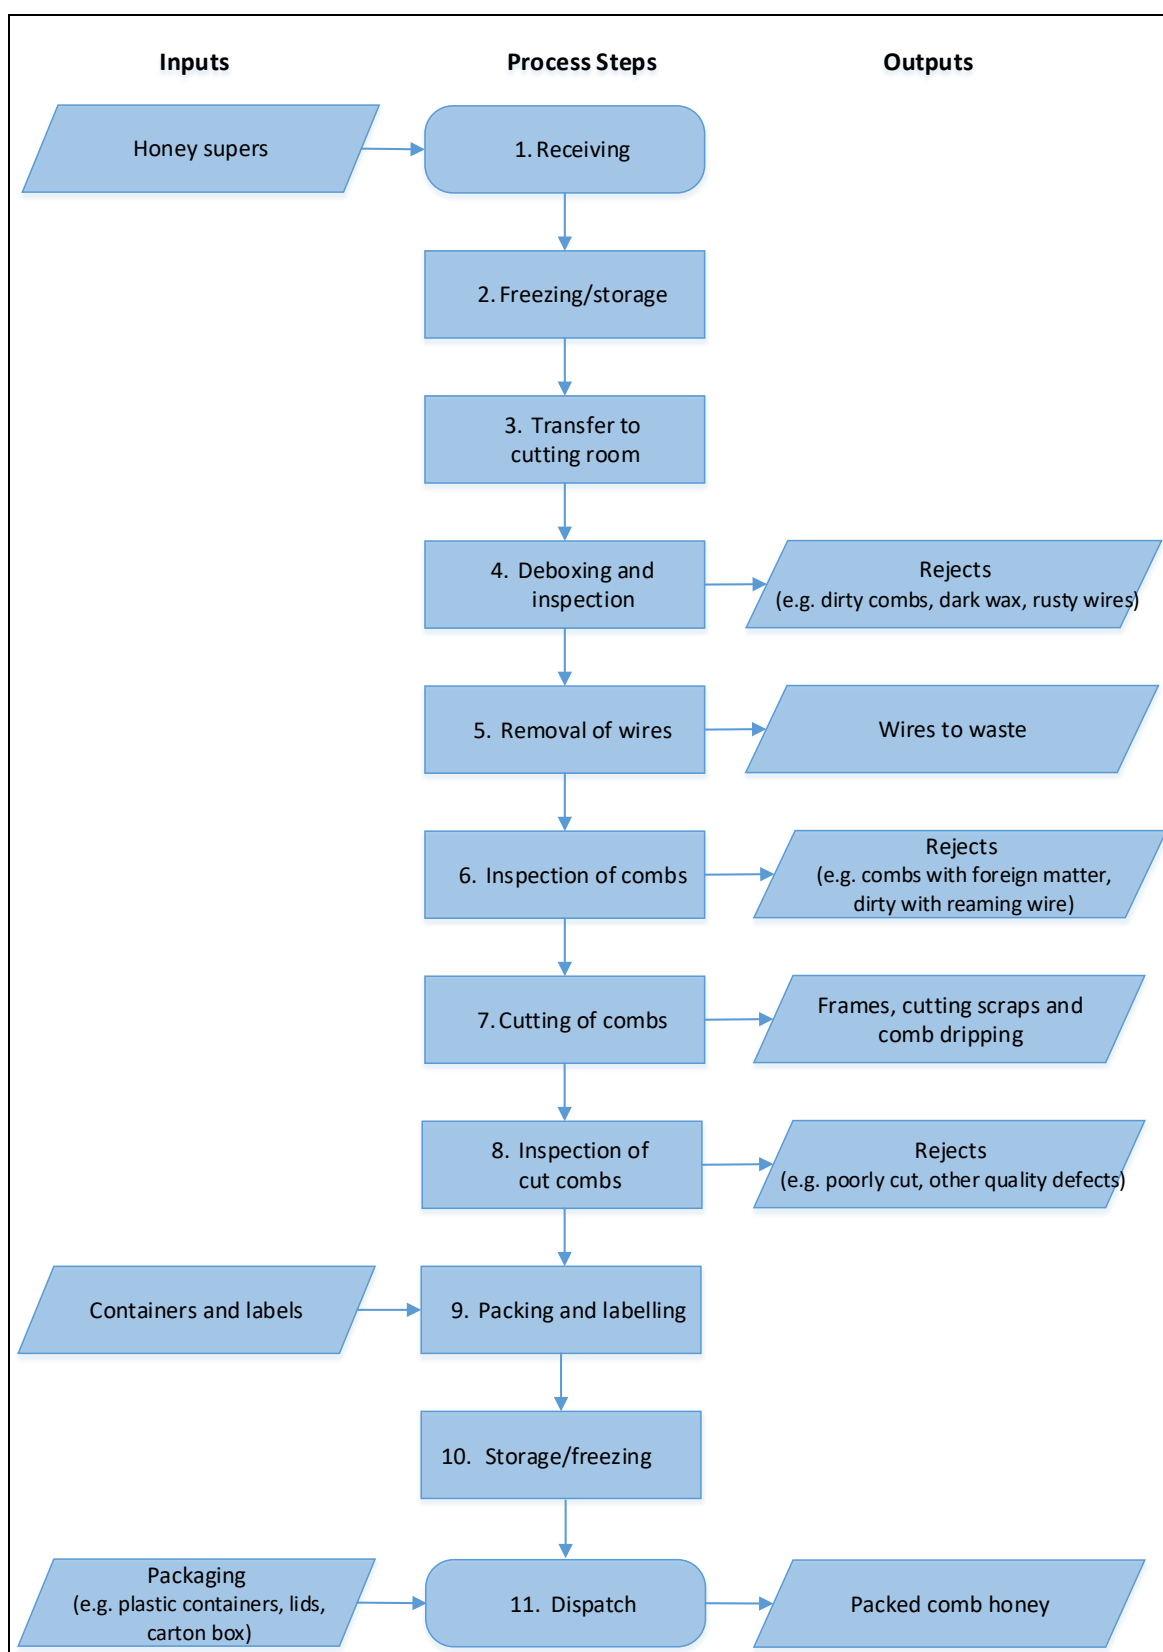 Inputs
Process Steps
Outputs
Honey supers
1. Receiving
2. Freezing/storage
3. Transfer to
cutting room
4. Deboxing and
inspection
Rejects
(e.g. dirty combs, dark wax, rusty wires)
5. Removal of wires
Wires to waste
6. Inspection of combs
Rejects
(e.g. combs with foreign matter,
dirty with reaming wire)
7. Cutting of combs
Frames, cutting scraps and
comb dripping
8. Inspection of
cut combs
Rejects
(e.g. poorly cut, other quality defects)
Containers and labels
9. Packing and labelling
10. Storage/freezing
Packaging
(e.g. plastic containers, lids,
carton box)
11. Dispatch
Packed comb honey